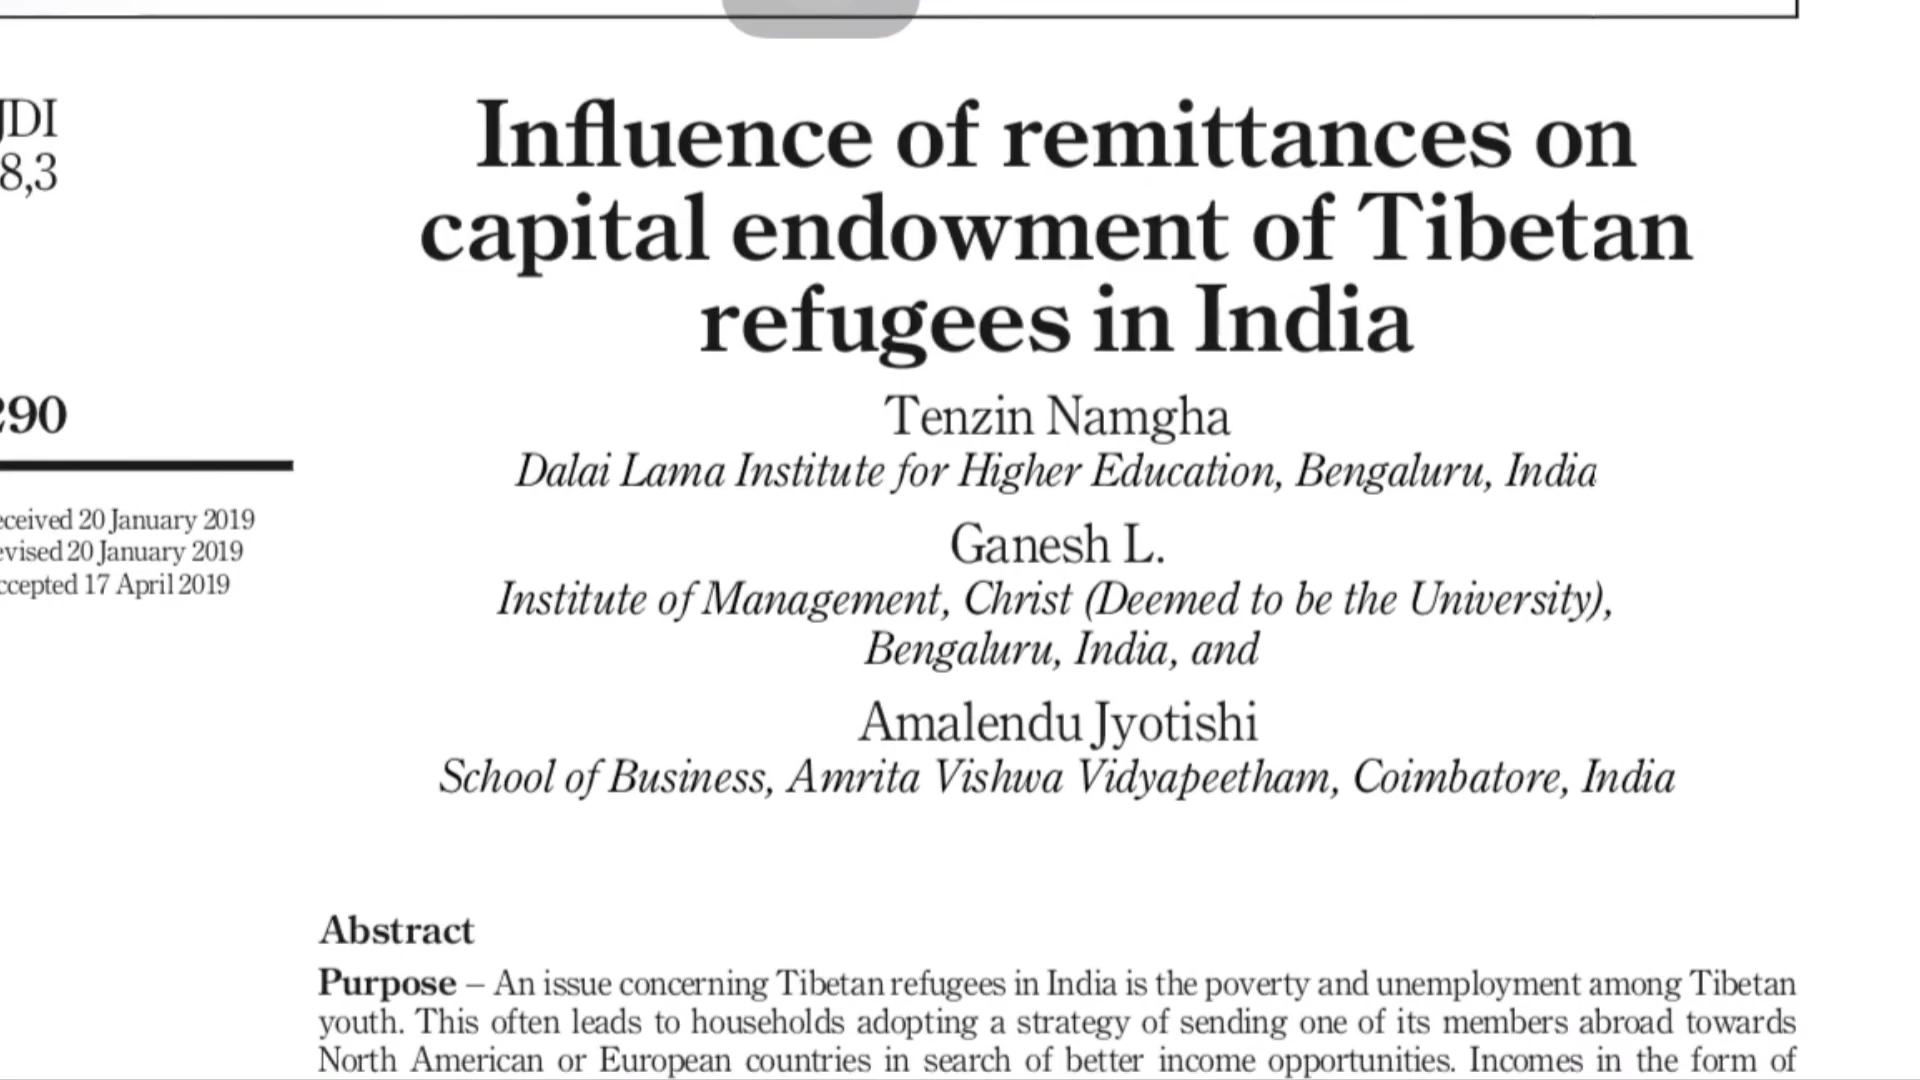 JDI
8,3
Influence of remittances on
capital endowment of Tibetan
refugees in India
290
Tenzin Namgha
Dalai Lama Institute for Higher Education, Bengaluru, India
Ganesh L.
Institute of Management, Christ (Deemed to be the University),
Bengaluru, India, and
Amalendu Jyotishi
School of Business, Amrita Vishwa Vidyapeetham, Coimbatore, India
eceived 20 January 2019
evised 20 January 2019
ccepted 17 April 2019
Abstract
Purpose – An issue concerning Tibetan refugees in India is the poverty and unemployment among Tibetan
youth. This often leads to households adopting a strategy of sending one of its members abroad towards
North American or European countries in search of better income opportunities. Incomes in the form of